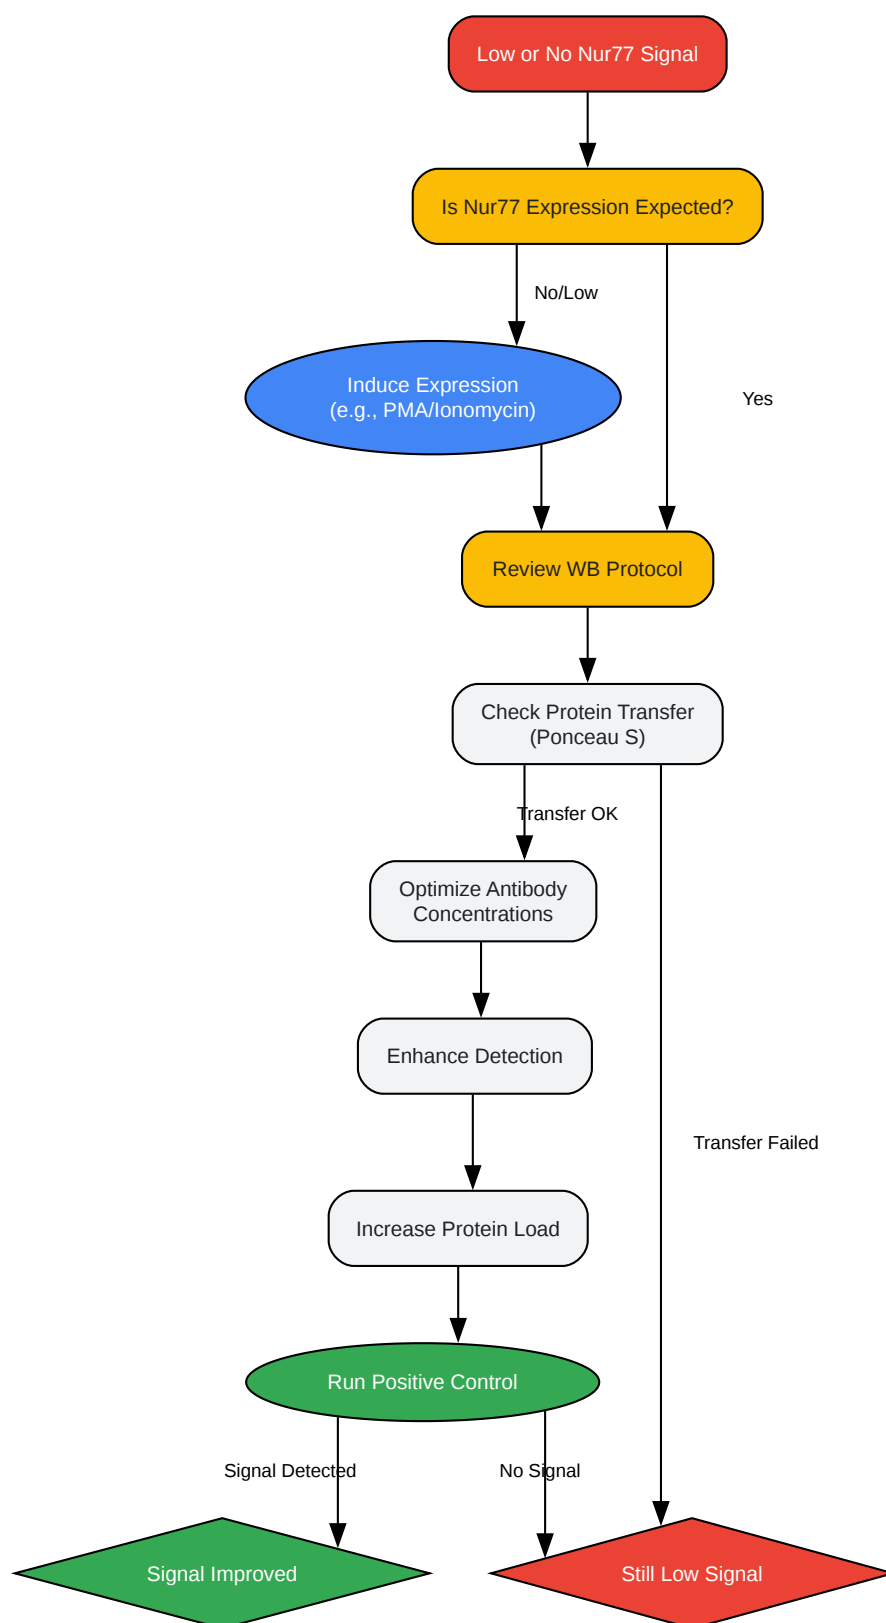 Low or No Nur77 Signal
Is Nur77 Expression Expected?
No/Low
Induce Expression
(e.g., PMA/Ionomycin)
Yes
Review WB Protocol
Check Protein Transfer
(Ponceau S)
Transfer OK
Optimize Antibody
Concentrations
Enhance Detection
Transfer Failed
Increase Protein Load
Run Positive Control
Signal Detected
No Signal
Signal Improved
Still Low Signal